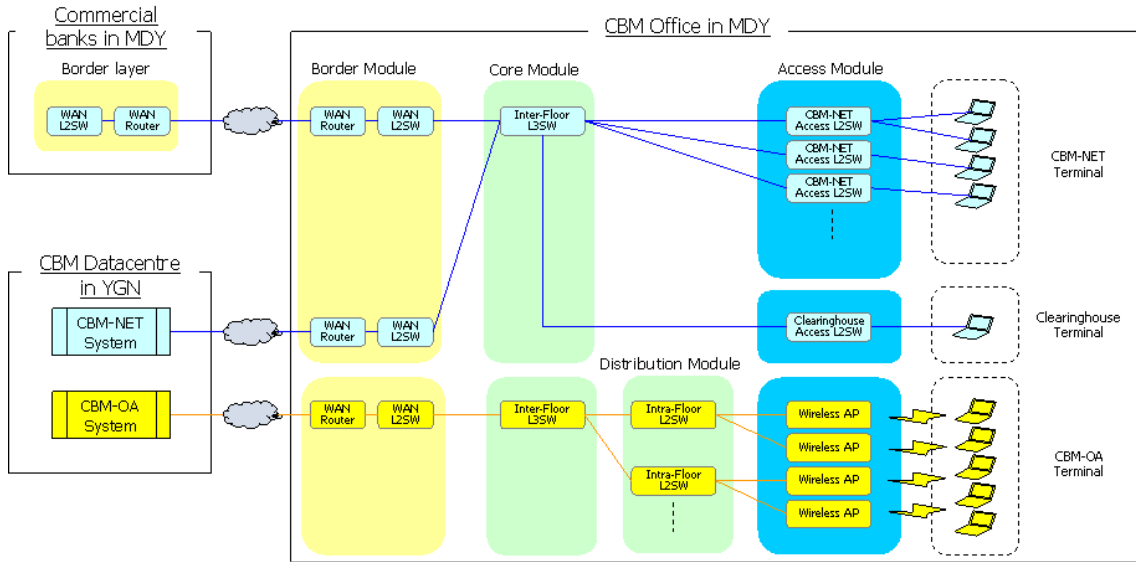 Commercial
banks in MDY
Border layer
WAN
L2SW
WAN
Router
CBM Office in MDY
Border Module
Core Module
Access Module
WAN
Router
WAN
L2SW
Inter-Floor
L3SW
CBM-NET
Access L2SW
CBM-NET
Access L2SW
CBM-NET
Access L2SW
CBM-NET
Terminal
CBM Datacentre
in YGN
CBM-NET
System
WAN
Router
WAN
L2SW
Clearinghouse
Access L2SW
Clearinghouse
Terminal
Distribution Module
CBM-OA
System
WAN
Router
WAN
L2SW
Inter-Floor
L3SW
Intra-Floor
L2SW
Intra-Floor
L2SW
Wireless AP
Wireless AP
Wireless AP
Wireless AP
CBM-OA
Terminal